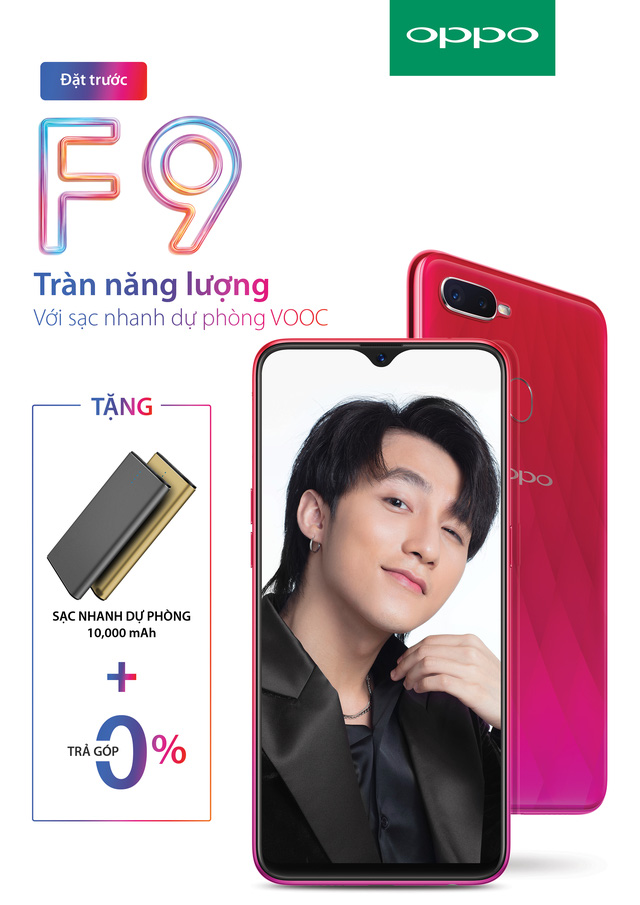 oppo
Đặt trước
F9
Tràn năng lượng
Với sạc nhanh dự phòng VOOC
TẶNG
SẠC NHANH DỰ PHÒNG
10,000 mAh
+
TRẢ GÓP 0%
oppo